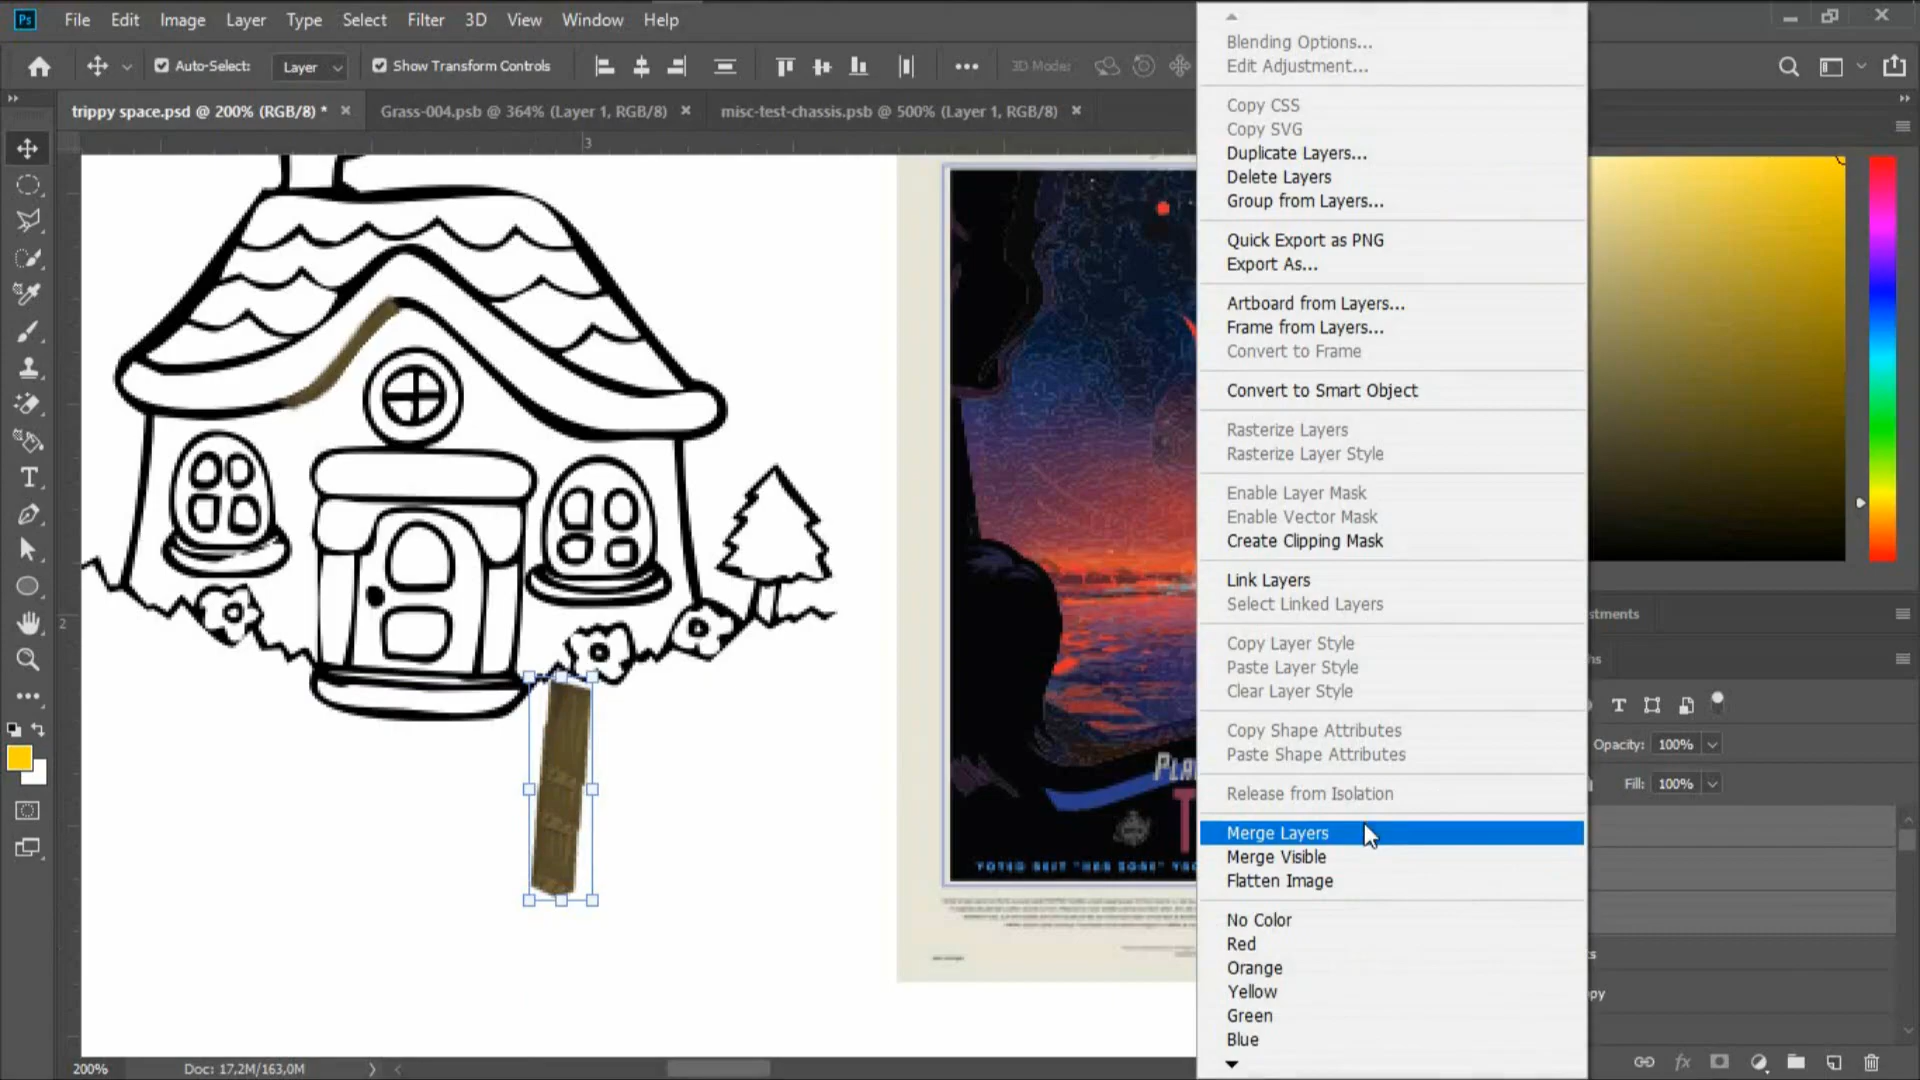 Ps File Edit Image Layer Type Select Filter 3D View Window Help
Auto-Select: Layer Show Transform Controls 3D Mode:
trippy space.psd @ 200% (RGB/8) * Grass-004.psb @ 364% (Layer 1, RGB/8) misc-test-chassis.psb @ 500% (Layer 1, RGB/8)
3
2
Blending Options...
Edit Adjustment...
Copy CSS
Copy SVG
Duplicate Layers...
Delete Layers
Group from Layers...
Quick Export as PNG
Export As...
Artboard from Layers...
Frame from Layers...
Convert to Frame
Convert to Smart Object
Rasterize Layers
Rasterize Layer Style
Enable Layer Mask
Enable Vector Mask
Create Clipping Mask
Link Layers
Select Linked Layers
Copy Layer Style
Paste Layer Style
Clear Layer Style
Copy Shape Attributes
Paste Shape Attributes
Release from Isolation
Merge Layers
Merge Visible
Flatten Image
No Color
Red
Orange
Yellow
Green
Blue
stments
hs
Opacity: 100%
Fill: 100%
s
py
Pla
T
200% Doc: 17,2M/163,0M
fx